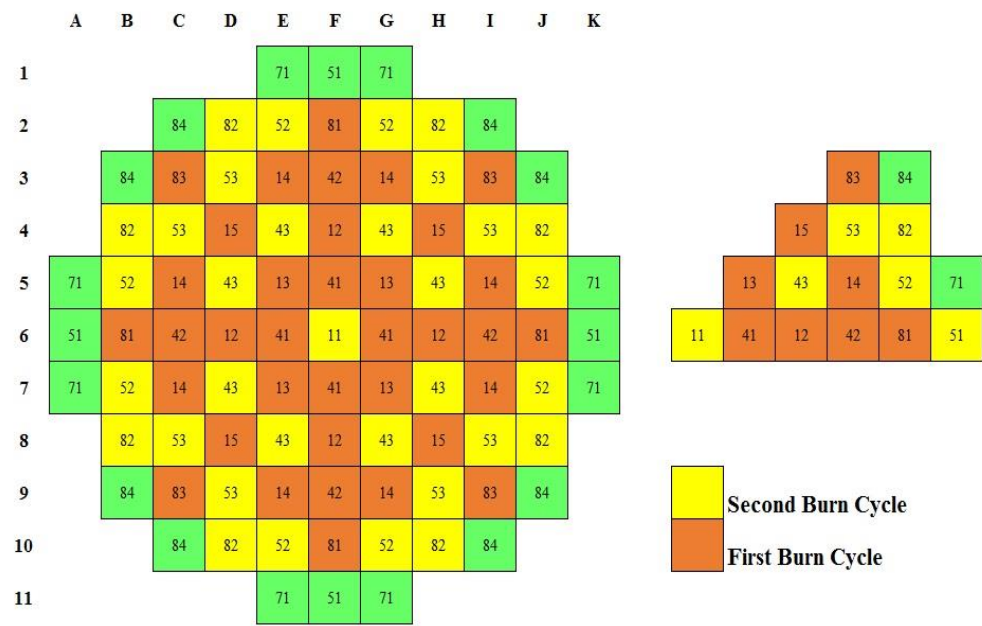 A B C D E F G H I J K
1 71 51 71
2 84 82 52 81 52 82 84
3 84 83 53 14 42 14 53 83 84 83 84
4 82 53 15 43 12 43 15 53 82 15 53 82
5 71 52 14 43 13 41 13 43 14 52 71 13 43 14 52 71
6 51 81 42 12 41 11 41 12 42 81 51 11 41 12 42 81 51
7 71 52 14 43 13 41 13 43 14 52 71
8 82 53 15 43 12 43 15 53 82
9 84 83 53 14 42 14 53 83 84
Second Burn Cycle
10 84 82 52 81 52 82 84
First Burn Cycle
11 71 51 71